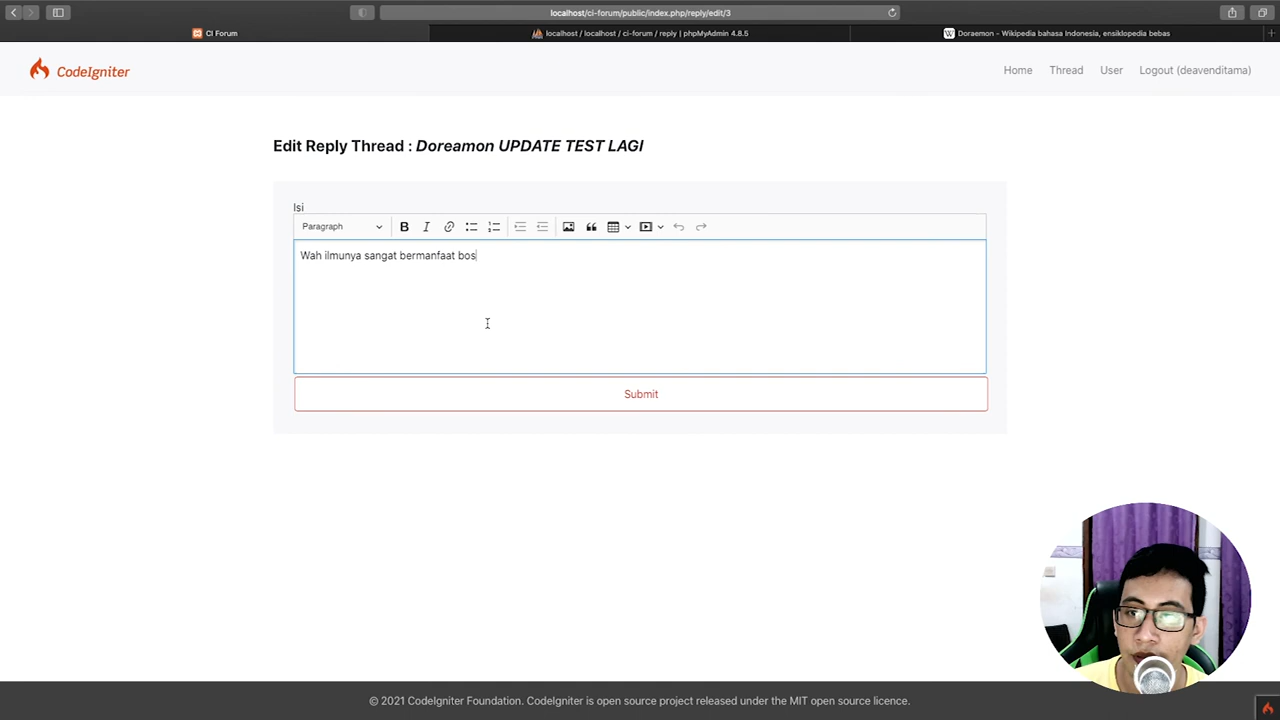 localhost/ci-forum/public/index.php/reply/edit/3
CI Forum
localhost / localhost / ci-forum / reply | phpMyAdmin 4.8.5
W Doraemon - Wikipedia bahasa Indonesia, ensiklopedia bebas
CodeIgniter
Home Thread User Logout (deavenditama)
Edit Reply Thread : Doreamon UPDATE TEST LAGI
Isi
Paragraph B I
Wah ilmunya sangat bermanfaat bos
Submit
© 2021 CodeIgniter Foundation. CodeIgniter is open source project released under the MIT open source licence.